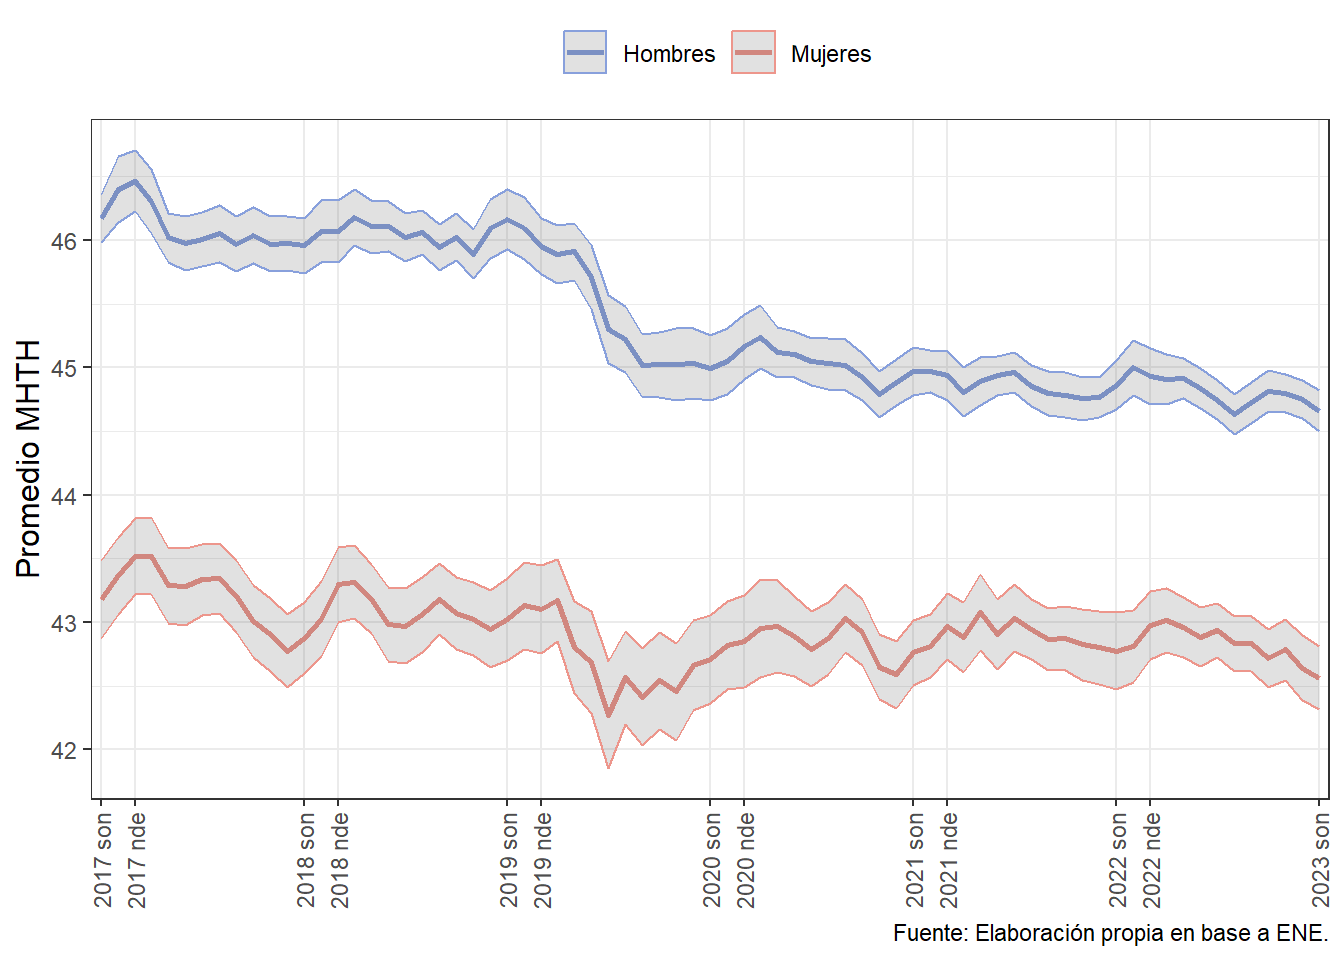 Hombres
Mujeres
Promedio MHTH
46
45
44
43
42
2017 son
2017 nde
2018 son
2018 nde
2019 son
2019 nde
2020 son
2020 nde
2021 son
2021 nde
2022 son
2022 nde
2023 son
Fuente: Elaboración propia en base a ENE.